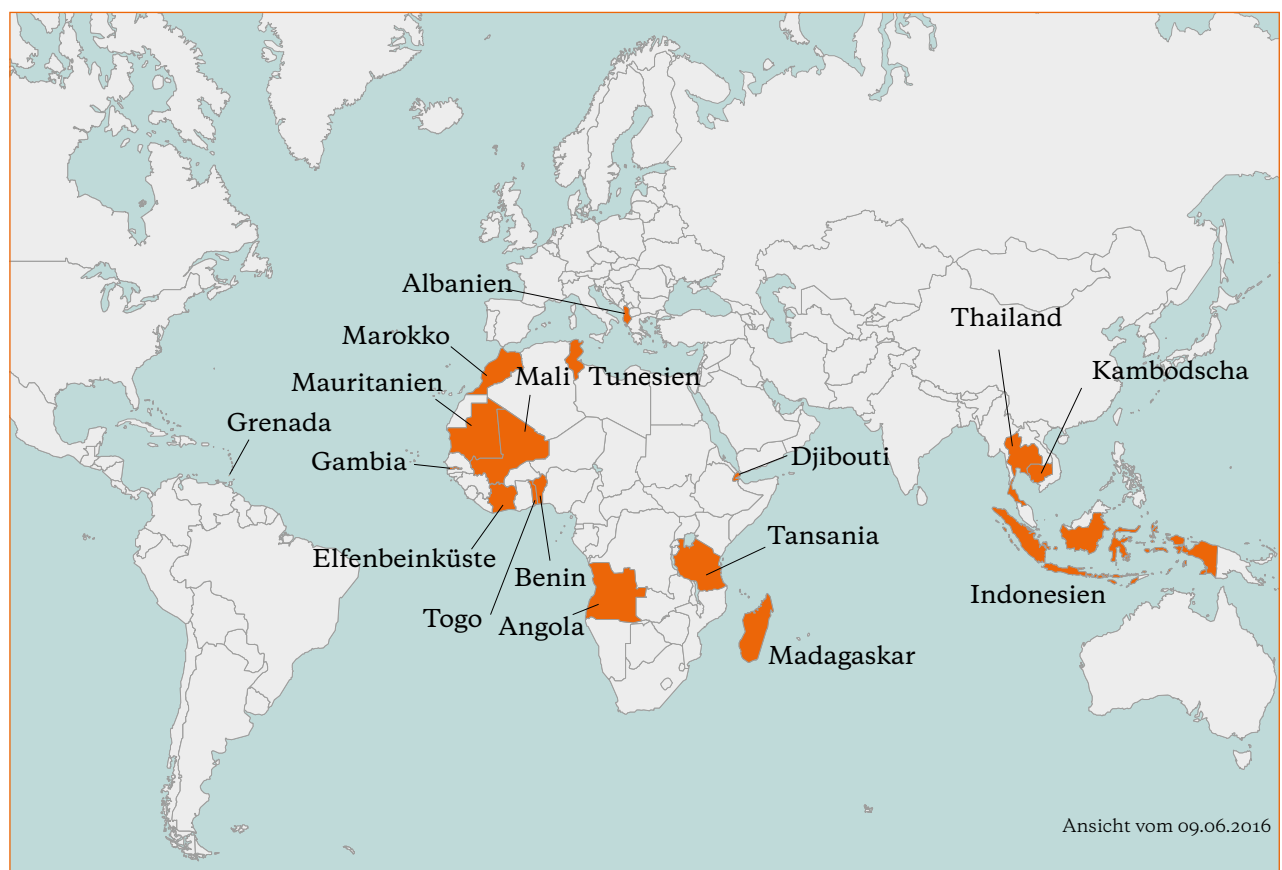 Albanien
Thailand
Marokko
Kambodscha
Mauritanien
Mali
Tunesien
Grenada
Gambia
Djibouti
Tansania
Elfenbeinküste
Benin
Indonesien
Togo
Angola
Madagaskar
Ansicht vom 09.06.2016